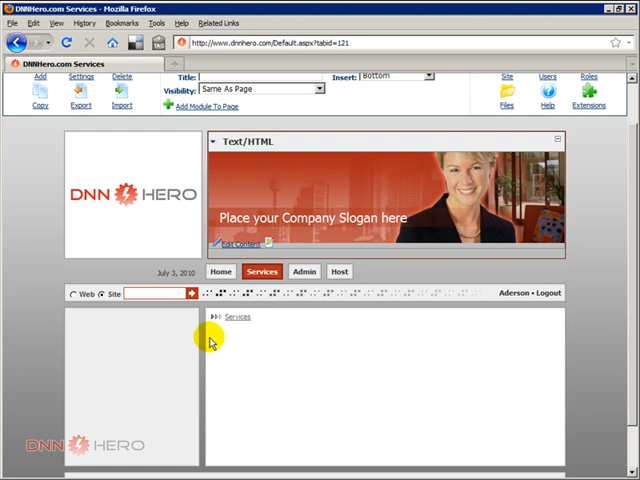 DNNHero.com Services - Mozilla Firefox
File Edit View History Bookmarks Tools Help Related Links
http://www.dnnhero.com/Default.aspx?tabid=121
DNNHero.com Services
Add Settings Delete Title: Insert: Bottom Site Users Roles
Visibility: Same As Page
Copy Export Import Add Module To Page Files Help Extensions
Text/HTML
DNN HERO
Place your Company Slogan here
Edit Content
July 3, 2010 Home Services Admin Host
Web Site Aderson • Logout
Services
DNN HERO